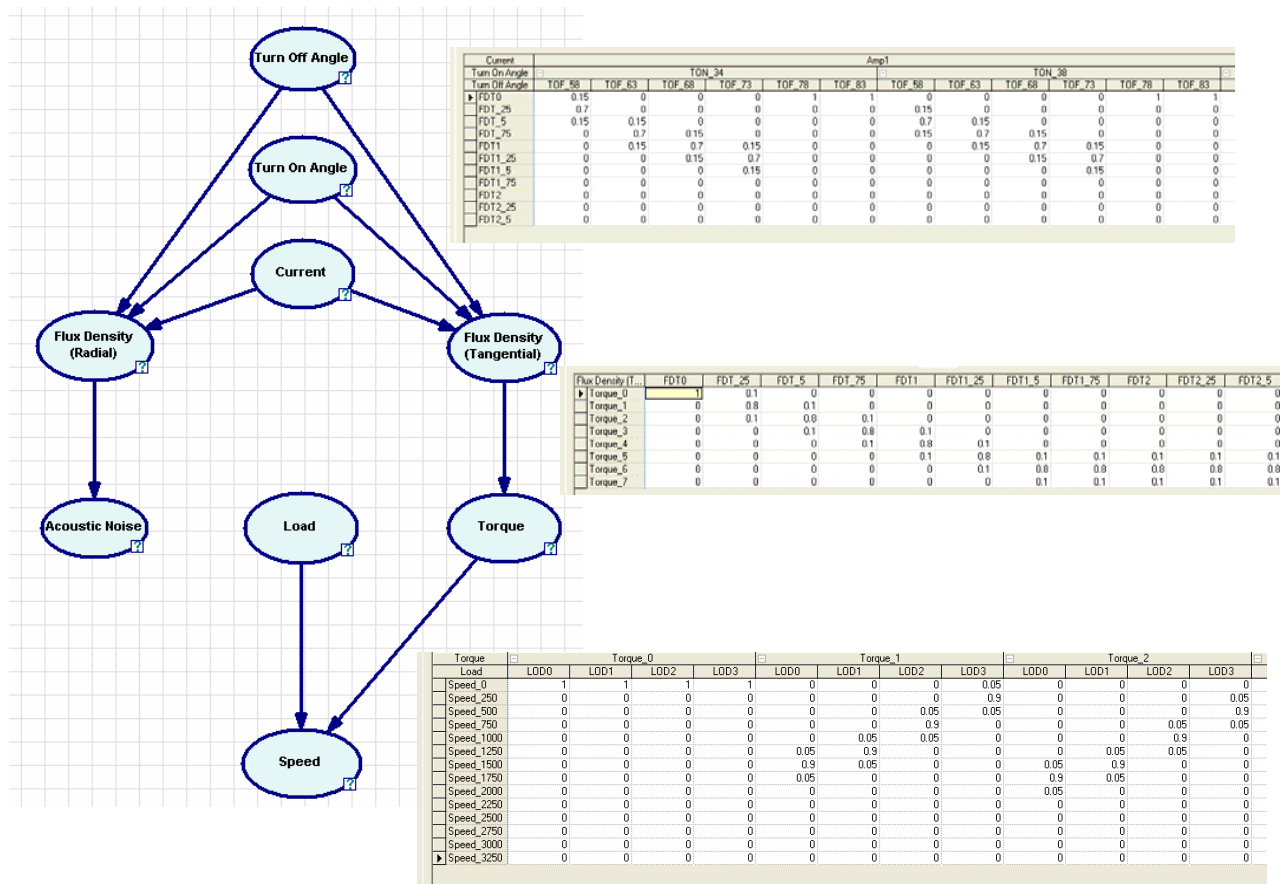 Turn Off Angle
?
Turn On Angle
?
Current
?
Flux Density
(Radial)
?
Flux Density
(Tangential)
?
Acoustic Noise
?
Load
?
Torque
?
Speed
?
Current Amp1
Turn On Angle TON_34 TON_38
Turn Off Angle TOF_58 TOF_63 TOF_68 TOF_73 TOF_78 TOF_83 TOF_58 TOF_63 TOF_68 TOF_73 TOF_78 TOF_83
FDT0 0.15 0 0 0 1 1 0 0 0 0 1 1
FDT_25 0.7 0 0 0 0 0 0.15 0 0 0 0 0
FDT_5 0.15 0.15 0 0 0 0 0.7 0.15 0 0 0 0
FDT_75 0 0.7 0.15 0 0 0 0.15 0.7 0.15 0 0 0
FDT1 0 0.15 0.7 0.15 0 0 0 0.15 0.7 0.15 0 0
FDT1_25 0 0 0.15 0.7 0 0 0 0 0.15 0.7 0 0
FDT1_5 0 0 0 0.15 0 0 0 0 0 0.15 0 0
FDT1_75 0 0 0 0 0 0 0 0 0 0 0 0
FDT2 0 0 0 0 0 0 0 0 0 0 0 0
FDT2_25 0 0 0 0 0 0 0 0 0 0 0 0
FDT2_5 0 0 0 0 0 0 0 0 0 0 0 0
Flux Density (T... FDT0 FDT_25 FDT_5 FDT_75 FDT1 FDT1_25 FDT1_5 FDT1_75 FDT2 FDT2_25 FDT2_5
Torque_0 1 0.1 0 0 0 0 0 0 0 0 0
Torque_1 0 0.8 0.1 0 0 0 0 0 0 0 0
Torque_2 0 0.1 0.8 0.1 0 0 0 0 0 0 0
Torque_3 0 0 0.1 0.8 0.1 0 0 0 0 0 0
Torque_4 0 0 0 0.1 0.8 0.1 0 0 0 0 0
Torque_5 0 0 0 0 0.1 0.8 0.1 0.1 0.1 0.1 0.1
Torque_6 0 0 0 0 0 0.1 0.8 0.8 0.8 0.8 0.8
Torque_7 0 0 0 0 0 0 0.1 0.1 0.1 0.1 0.1
Torque Torque_0 Torque_1 Torque_2
Load LOD0 LOD1 LOD2 LOD3 LOD0 LOD1 LOD2 LOD3 LOD0 LOD1 LOD2 LOD3
Speed_0 1 1 1 1 0 0 0 0.05 0 0 0 0
Speed_250 0 0 0 0 0 0 0 0.9 0 0 0 0.05
Speed_500 0 0 0 0 0 0 0.05 0.05 0 0 0 0.9
Speed_750 0 0 0 0 0 0 0.9 0 0 0 0.05 0.05
Speed_1000 0 0 0 0 0 0.05 0.05 0 0 0 0.9 0
Speed_1250 0 0 0 0 0.05 0.9 0 0 0 0.05 0.05 0
Speed_1500 0 0 0 0 0.9 0.05 0 0 0.05 0.9 0 0
Speed_1750 0 0 0 0 0.05 0 0 0 0.9 0.05 0 0
Speed_2000 0 0 0 0 0 0 0 0 0.05 0 0 0
Speed_2250 0 0 0 0 0 0 0 0 0 0 0 0
Speed_2500 0 0 0 0 0 0 0 0 0 0 0 0
Speed_2750 0 0 0 0 0 0 0 0 0 0 0 0
Speed_3000 0 0 0 0 0 0 0 0 0 0 0 0
Speed_3250 0 0 0 0 0 0 0 0 0 0 0 0